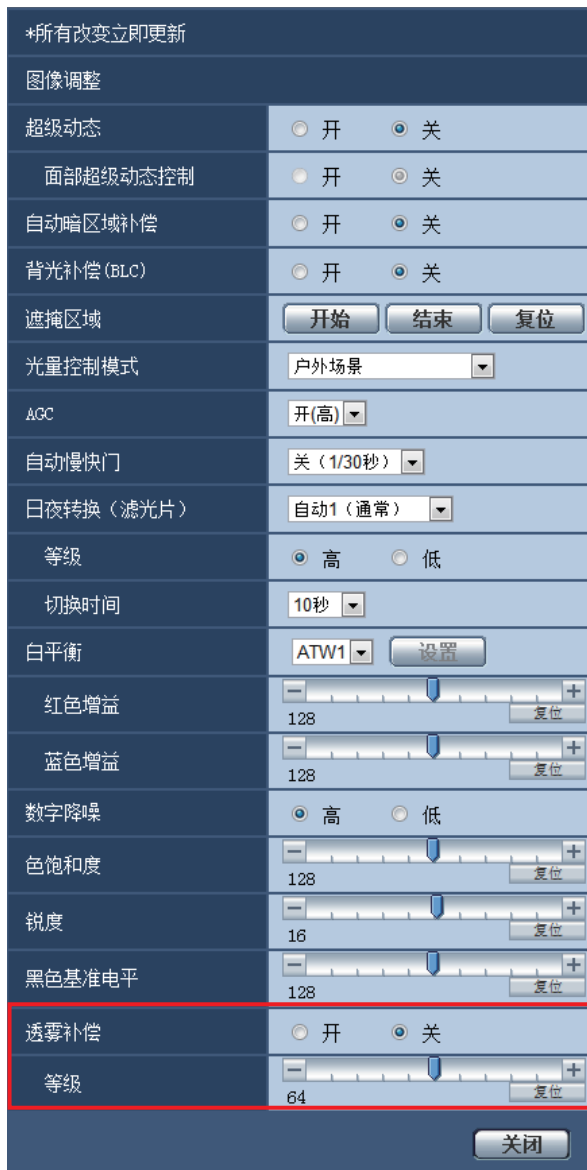 *所有改变立即更新
图像调整
超级动态 开 关
面部超级动态控制 开 关
自动暗区域补偿 开 关
背光补偿(BLC) 开 关
遮掩区域 开始 结束 复位
光量控制模式 户外场景
AGC 开(高)
自动慢快门 关（1/30秒）
日夜转换（滤光片） 自动1（通常）
等级 高 低
切换时间 10秒
白平衡 ATW1 设置
红色增益 128 复位
蓝色增益 128 复位
数字降噪 高 低
色饱和度 128 复位
锐度 16 复位
黑色基准电平 128 复位
透雾补偿 开 关
等级 64 复位
关闭